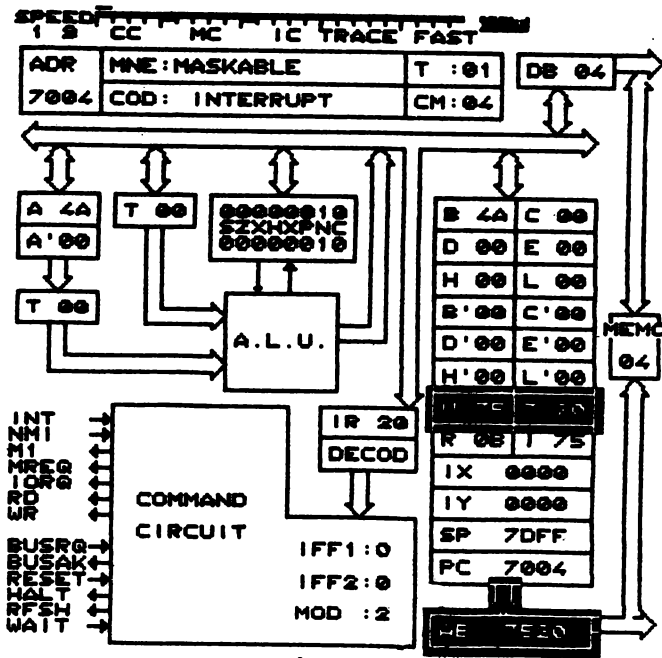 SPEED
1 2 CC MC IC TRACE FAST
ADR MNE:MASKABLE T :01 DB 04
7004 COD: INTERRUPT CM:04
A 4A T 00 00000010 B 4A C 00
A'00 SZXHXPNC D 00 E 00
00000010 H 00 L 00
T 00 A.L.U. B'00 C'00 MEMO
D'00 E'00 04
H'00 L'00
INT IR 20
NMI DECOD R 0B I 75
M1
MREQ IX 0000
IORQ
RD COMMAND IY 0000
WR CIRCUIT SP 7DFF
BUSRQ IFF1:0 PC 7004
BUSAK
RESET IFF2:0
HALT
RFSH MOD :2 7520
WAIT